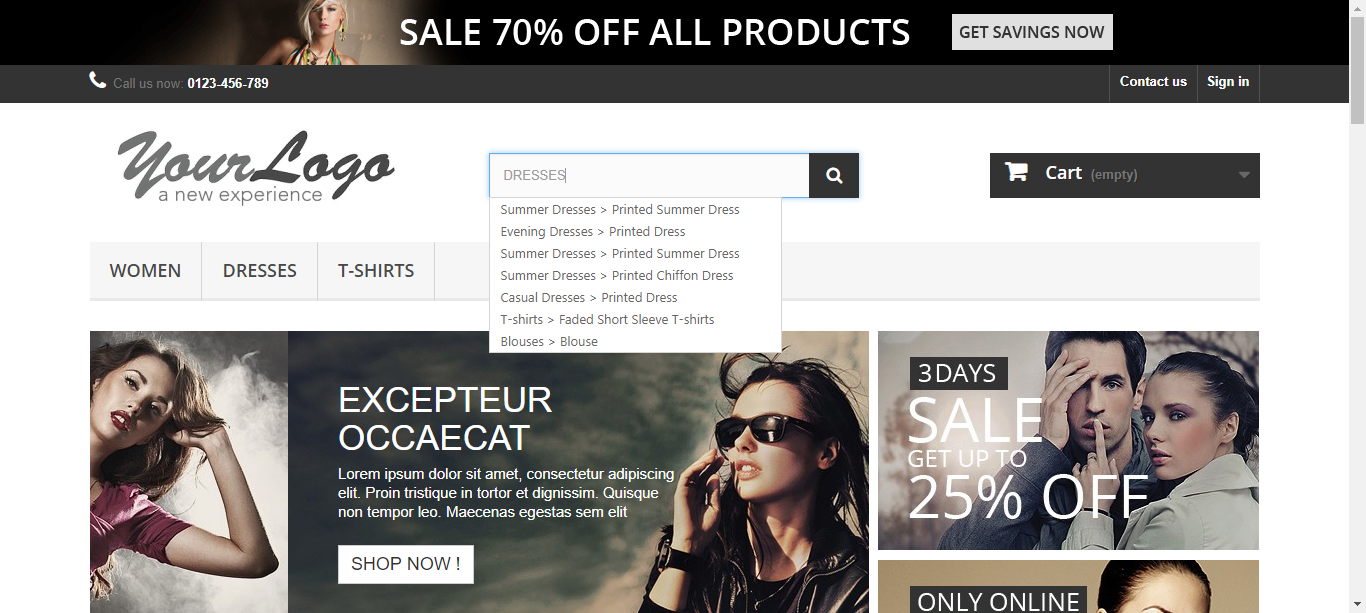 SALE 70% OFF ALL PRODUCTS
GET SAVINGS NOW
Call us now: 0123-456-789
Contact us
Sign in
YourLogo
a new experience
DRESSES
Cart (empty)
Summer Dresses > Printed Summer Dress
Evening Dresses > Printed Dress
Summer Dresses > Printed Summer Dress
Summer Dresses > Printed Chiffon Dress
Casual Dresses > Printed Dress
T-shirts > Faded Short Sleeve T-shirts
Blouses > Blouse
WOMEN
DRESSES
T-SHIRTS
EXCEPTEUR
OCCAECAT
Lorem ipsum dolor sit amet, consectetur adipiscing
elit. Proin tristique in tortor et dignissim. Quisque
non tempor leo. Maecenas egestas sem elit
SHOP NOW !
3 DAYS
SALE
GET UP TO
25% OFF
ONLY ONLINE